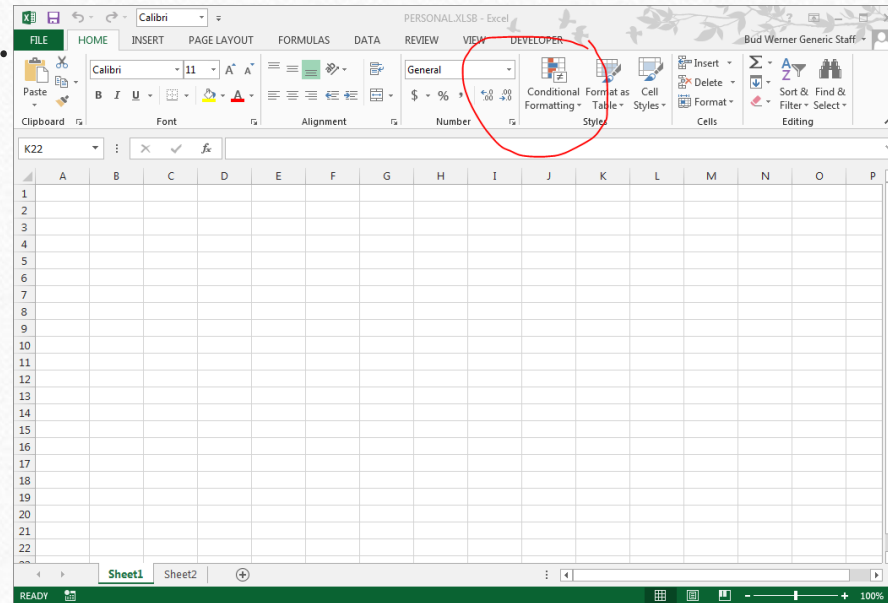 Calibri
PERSONAL.XLSB - Excel
?
FILE HOME INSERT PAGE LAYOUT FORMULAS DATA REVIEW VIEW DEVELOPER Bud Werner Generic Staff
Paste
Calibri 11 A A
General
B I U A
$ % , .00 .0
Conditional Formatting
Format as Table
Cell Styles
Insert
Delete
Format
Σ
Sort & Filter
Find & Select
Clipboard Font Alignment Number Styles Cells Editing
K22 fx
A B C D E F G H I J K L M N O P
1
2
3
4
5
6
7
8
9
10
11
12
13
14
15
16
17
18
19
20
21
22
Sheet1 Sheet2
READY 100%